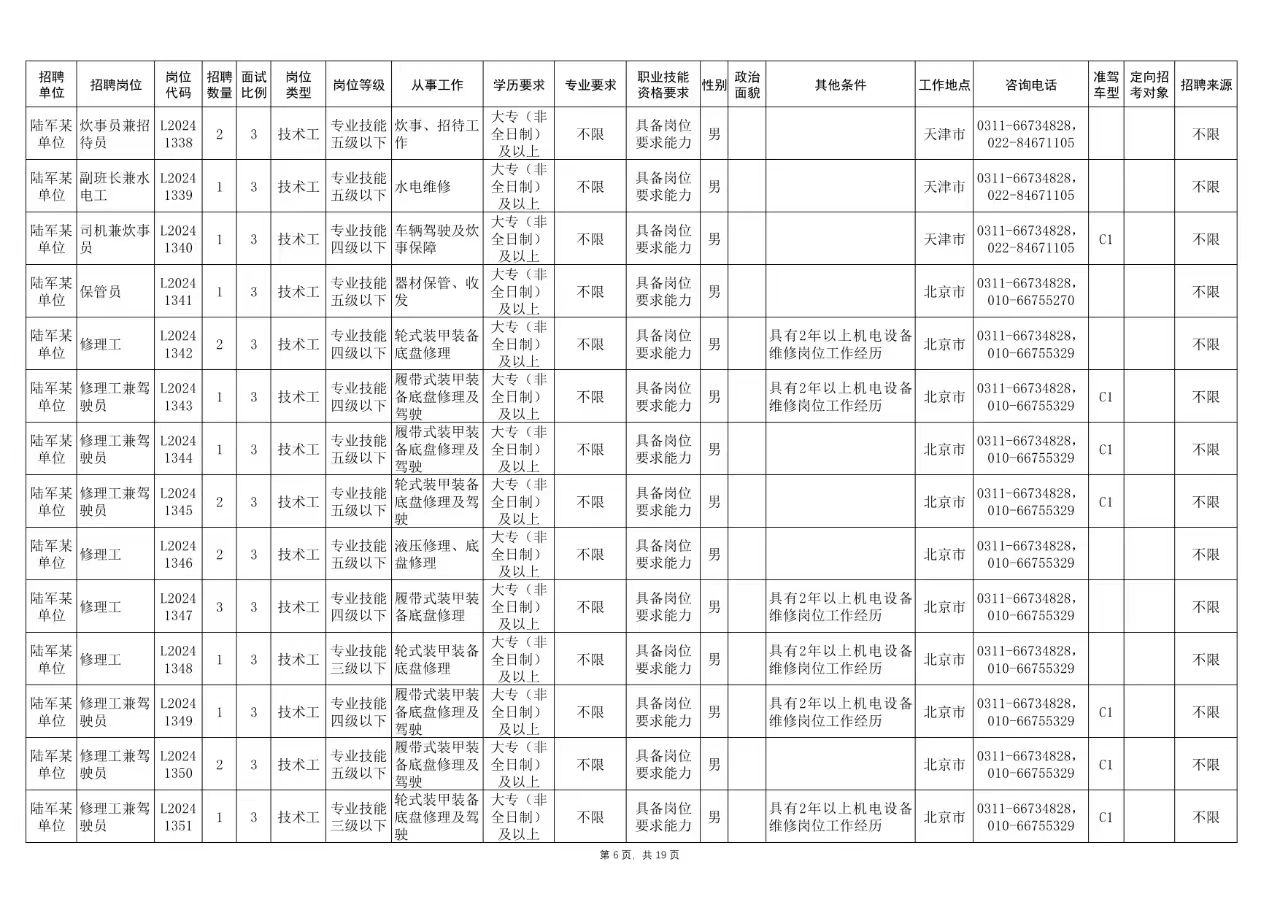 招聘单位 招聘岗位 岗位代码 招聘数量 面试比例 岗位类型 岗位等级 从事工作 学历要求 专业要求 职业技能资格要求 性别 政治面貌 其他条件 工作地点 咨询电话 准驾车型 定向招考对象 招聘来源
陆军某单位 炊事员兼招待员 L20241338 2 3 技术工 专业技能五级以下 炊事、招待工作 大专（非全日制）及以上 不限 具备岗位要求能力 男 天津市 0311-66734828，022-84671105 不限
陆军某单位 副班长兼水电工 L20241339 1 3 技术工 专业技能五级以下 水电维修 大专（非全日制）及以上 不限 具备岗位要求能力 男 天津市 0311-66734828，022-84671105 不限
陆军某单位 司机兼炊事员 L20241340 1 3 技术工 专业技能四级以下 车辆驾驶及炊事保障 大专（非全日制）及以上 不限 具备岗位要求能力 男 天津市 0311-66734828，022-84671105 C1 不限
陆军某单位 保管员 L20241341 1 3 技术工 专业技能五级以下 器材保管、收发 大专（非全日制）及以上 不限 具备岗位要求能力 男 北京市 0311-66734828，010-66755270 不限
陆军某单位 修理工 L20241342 2 3 技术工 专业技能四级以下 轮式装甲装备底盘修理 大专（非全日制）及以上 不限 具备岗位要求能力 男 具有2年以上机电设备维修岗位工作经历 北京市 0311-66734828，010-66755329 不限
陆军某单位 修理工兼驾驶员 L20241343 1 3 技术工 专业技能四级以下 履带式装甲装备底盘修理及驾驶 大专（非全日制）及以上 不限 具备岗位要求能力 男 具有2年以上机电设备维修岗位工作经历 北京市 0311-66734828，010-66755329 C1 不限
陆军某单位 修理工兼驾驶员 L20241344 1 3 技术工 专业技能五级以下 履带式装甲装备底盘修理及驾驶 大专（非全日制）及以上 不限 具备岗位要求能力 男 北京市 0311-66734828，010-66755329 C1 不限
陆军某单位 修理工兼驾驶员 L20241345 2 3 技术工 专业技能五级以下 轮式装甲装备底盘修理及驾驶 大专（非全日制）及以上 不限 具备岗位要求能力 男 北京市 0311-66734828，010-66755329 C1 不限
陆军某单位 修理工 L20241346 2 3 技术工 专业技能五级以下 液压修理、底盘修理 大专（非全日制）及以上 不限 具备岗位要求能力 男 北京市 0311-66734828，010-66755329 不限
陆军某单位 修理工 L20241347 3 3 技术工 专业技能四级以下 履带式装甲装备底盘修理 大专（非全日制）及以上 不限 具备岗位要求能力 男 具有2年以上机电设备维修岗位工作经历 北京市 0311-66734828，010-66755329 不限
陆军某单位 修理工 L20241348 1 3 技术工 专业技能三级以下 轮式装甲装备底盘修理 大专（非全日制）及以上 不限 具备岗位要求能力 男 具有2年以上机电设备维修岗位工作经历 北京市 0311-66734828，010-66755329 不限
陆军某单位 修理工兼驾驶员 L20241349 1 3 技术工 专业技能四级以下 履带式装甲装备底盘修理及驾驶 大专（非全日制）及以上 不限 具备岗位要求能力 男 具有2年以上机电设备维修岗位工作经历 北京市 0311-66734828，010-66755329 C1 不限
陆军某单位 修理工兼驾驶员 L20241350 2 3 技术工 专业技能五级以下 履带式装甲装备底盘修理及驾驶 大专（非全日制）及以上 不限 具备岗位要求能力 男 北京市 0311-66734828，010-66755329 C1 不限
陆军某单位 修理工兼驾驶员 L20241351 1 3 技术工 专业技能三级以下 轮式装甲装备底盘修理及驾驶 大专（非全日制）及以上 不限 具备岗位要求能力 男 具有2年以上机电设备维修岗位工作经历 北京市 0311-66734828，010-66755329 C1 不限
第 6 页，共 19 页